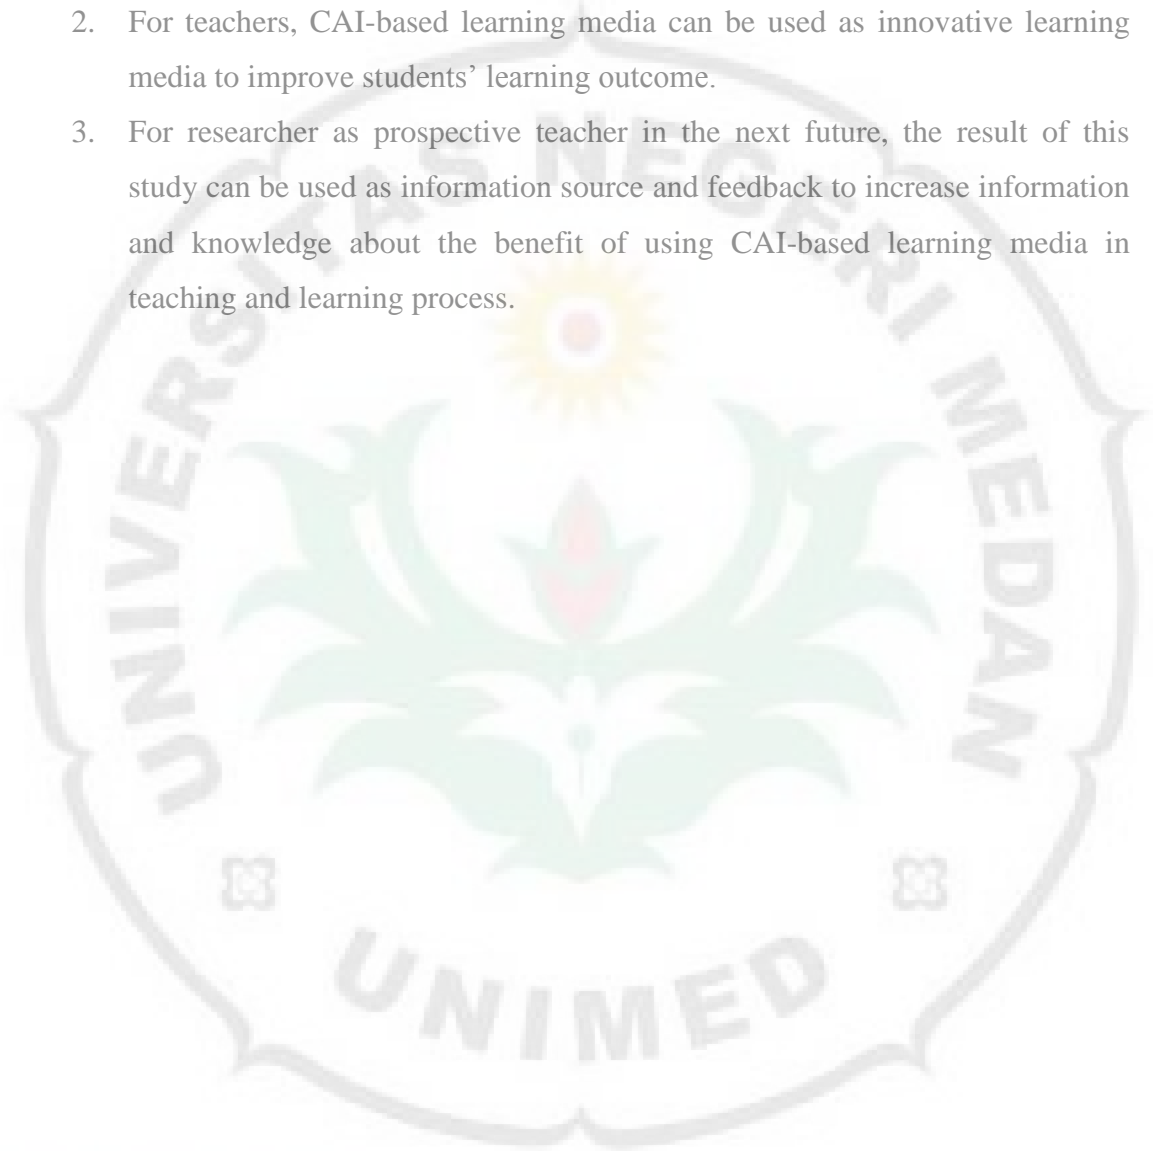 2. For teachers, CAI-based learning media can be used as innovative learning
media to improve students’ learning outcome.
3. For researcher as prospective teacher in the next future, the result of this
study can be used as information source and feedback to increase information
and knowledge about the benefit of using CAI-based learning media in
teaching and learning process.
UNIVERSITAS NEGERI MEDAN
UNIMED